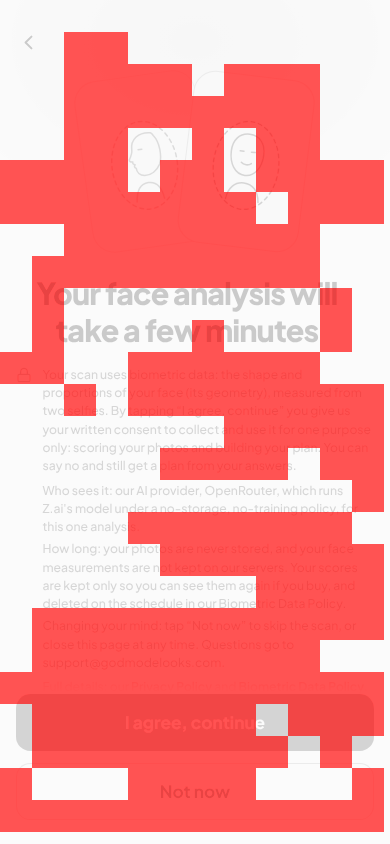 Your face analysis will
take a few minutes
Your scan uses biometric data: the shape and
proportions of your face (its geometry), measured from
two selfies. By tapping "I agree, continue" you give us
your written consent to collect and use it for one purpose
only: scoring your photos and building your plan. You can
say no and still get a plan from your answers.
Who sees it: our AI provider, OpenRouter, which runs
Z.ai's model under a no-storage, no-training policy, for
this one analysis.
How long: your photos are never stored, and your face
measurements are not kept on our servers. Your scores
are kept only so you can see them again if you buy, and
deleted on the schedule in our Biometric Data Policy.
Changing your mind: tap "Not now" to skip the scan, or
close this page at any time. Questions go to
support@godmodelooks.com.
I agree, continue
Not now